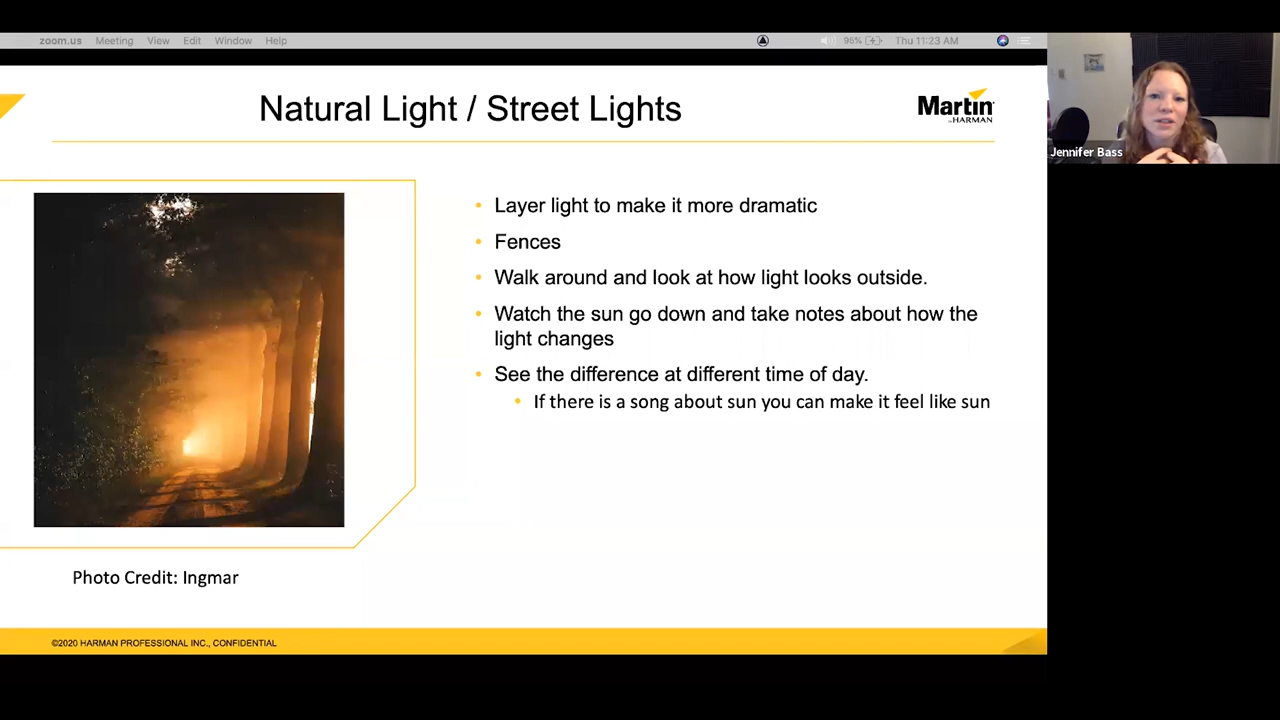 zoom.us Meeting View Edit Window Help 96% Thu 11:23 AM
Natural Light / Street Lights
Martin
by HARMAN
Jennifer Bass
• Layer light to make it more dramatic
• Fences
• Walk around and look at how light looks outside.
• Watch the sun go down and take notes about how the
light changes
• See the difference at different time of day.
• If there is a song about sun you can make it feel like sun
Photo Credit: Ingmar
©2020 HARMAN PROFESSIONAL INC., CONFIDENTIAL